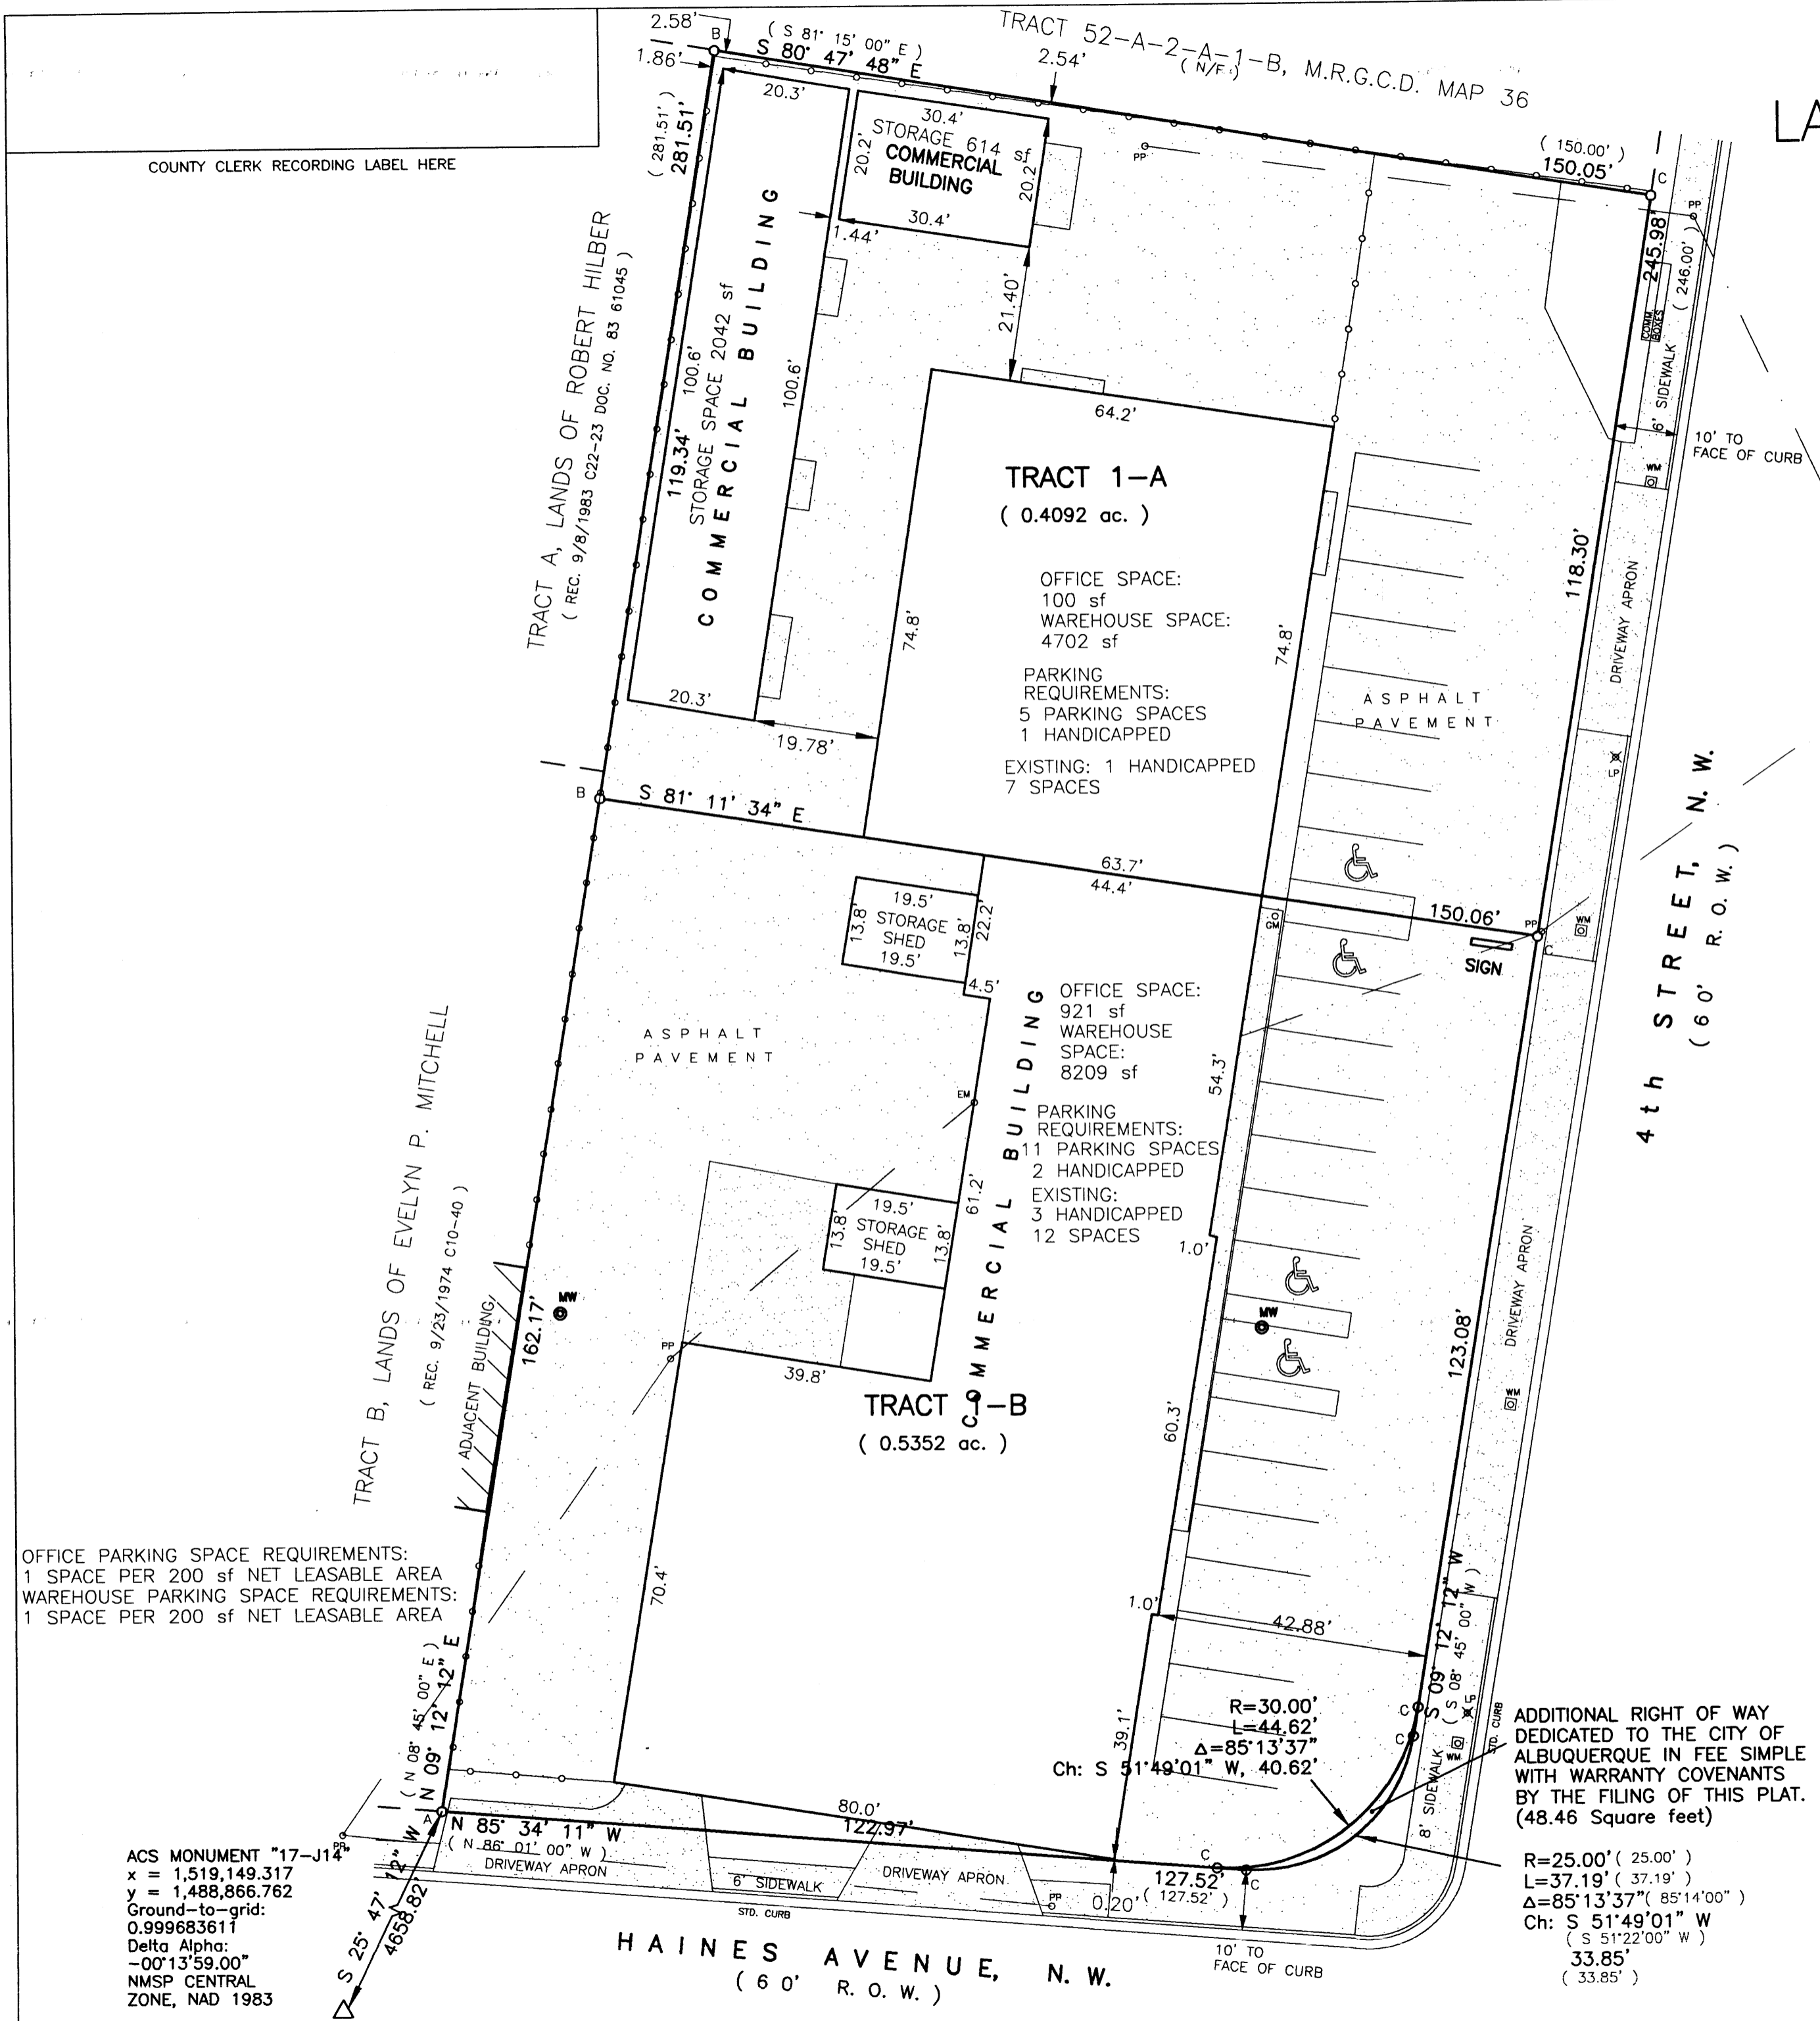 COUNTY CLERK RECORDING LABEL HERE
2.58'
B
( S 81° 15' 00" E )
S 80° 47' 48" E
1.86'
2.54'
TRACT 52-A-2-A-1-B, M.R.G.C.D. MAP 36
( N/F )
LA
( 150.00' )
150.05'
C
PP
( 281.51' )
281.51'
20.3'
30.4'
STORAGE 614 sf
COMMERCIAL
BUILDING
20.2'
20.2'
30.4'
1.44'
PP
245.98'
( 246.00' )
COMM.
BOXES
6' SIDEWALK
10' TO
FACE OF CURB
WM
TRACT A, LANDS OF ROBERT HILBER
( REC. 9/8/1983 C22-23 DOC. NO. 83 61045 )
119.34'
100.6'
STORAGE SPACE 2042 sf
COMMERCIAL BUILDING
100.6'
21.40'
64.2'
TRACT 1-A
( 0.4092 ac. )
OFFICE SPACE:
100 sf
WAREHOUSE SPACE:
4702 sf
PARKING
REQUIREMENTS:
5 PARKING SPACES
1 HANDICAPPED
EXISTING: 1 HANDICAPPED
7 SPACES
74.8'
74.8'
118.30'
DRIVEWAY APRON
ASPHALT
PAVEMENT
LP
20.3'
19.78'
B
S 81° 11' 34" E
63.7'
44.4'
150.06'
PP
C
WM
GM
SIGN
4th STREET, N. W.
( 60' R. O. W. )
19.5'
13.8'
STORAGE
SHED
13.8'
19.5'
22.2'
4.5'
ASPHALT
PAVEMENT
EM
COMMERCIAL BUILDING
OFFICE SPACE:
921 sf
WAREHOUSE
SPACE:
8209 sf
PARKING
REQUIREMENTS:
11 PARKING SPACES
2 HANDICAPPED
EXISTING:
3 HANDICAPPED
12 SPACES
54.3'
1.0'
61.2'
19.5'
13.8'
STORAGE
SHED
13.8'
19.5'
TRACT B, LANDS OF EVELYN P. MITCHELL
( REC. 9/23/1974 C10-40 )
ADJACENT BUILDING
162.17'
MW
PP
39.8'
TRACT 1-B
( 0.5352 ac. )
MW
60.3'
123.08'
DRIVEWAY APRON
WM
OFFICE PARKING SPACE REQUIREMENTS:
1 SPACE PER 200 sf NET LEASABLE AREA
WAREHOUSE PARKING SPACE REQUIREMENTS:
1 SPACE PER 200 sf NET LEASABLE AREA
70.4'
1.0'
42.88'
S 09° 12' 12" W
( S 08° 45' 00" W )
( N 08° 45' 00" E )
N 09° 12' 12" E
39.1'
R=30.00'
L=44.62'
Δ=85°13'37"
Ch: S 51°49'01" W, 40.62'
C
C
LP
WM
8' SIDEWALK
STD. CURB
ADDITIONAL RIGHT OF WAY
DEDICATED TO THE CITY OF
ALBUQUERQUE IN FEE SIMPLE
WITH WARRANTY COVENANTS
BY THE FILING OF THIS PLAT.
(48.46 Square feet)
A
PP
N 85° 34' 11" W
( N 86° 01' 00" W )
80.0'
122.97'
DRIVEWAY APRON
6' SIDEWALK
DRIVEWAY APRON
STD. CURB
PP
0.20'
C
127.52'
( 127.52' )
C
10' TO
FACE OF CURB
R=25.00' ( 25.00' )
L=37.19' ( 37.19' )
Δ=85°13'37" ( 85°14'00" )
Ch: S 51°49'01" W
( S 51°22'00" W )
33.85'
( 33.85' )
ACS MONUMENT "17-J14"
x = 1,519,149.317
y = 1,488,866.762
Ground-to-grid:
0.999683611
Delta Alpha:
-00°13'59.00"
NMSP CENTRAL
ZONE, NAD 1983
S 25° 47' 12" W
4658.82'
HAINES AVENUE, N. W.
( 60' R. O. W. )